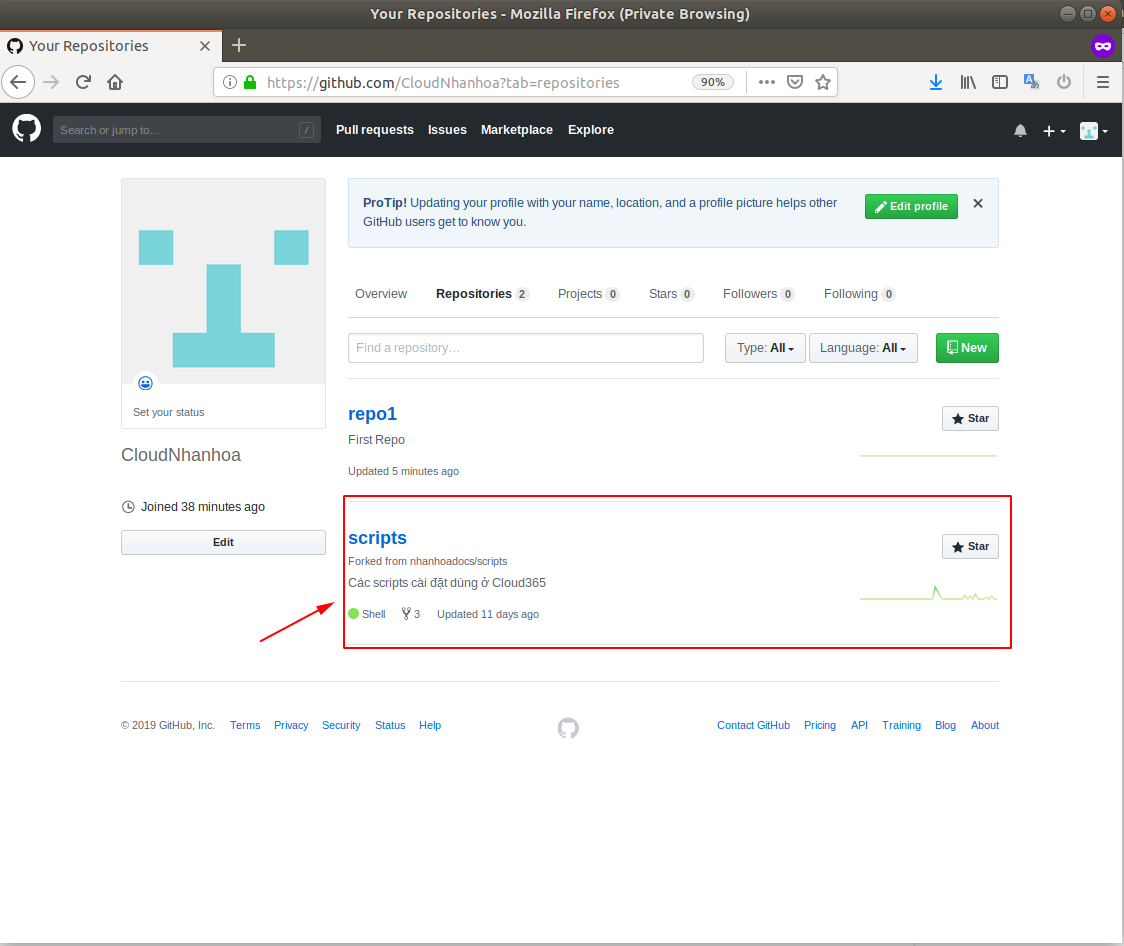 Your Repositories - Mozilla Firefox (Private Browsing)
Your Repositories
https://github.com/CloudNhanhoa?tab=repositories 90%
Search or jump to… / Pull requests Issues Marketplace Explore
ProTip! Updating your profile with your name, location, and a profile picture helps other
GitHub users get to know you.
Edit profile
Overview Repositories 2 Projects 0 Stars 0 Followers 0 Following 0
Find a repository… Type: All Language: All New
Set your status
CloudNhanhoa
Joined 38 minutes ago
Edit
repo1
Star
First Repo
Updated 5 minutes ago
scripts
Star
Forked from nhanhoadocs/scripts
Các scripts cài đặt dùng ở Cloud365
Shell 3 Updated 11 days ago
© 2019 GitHub, Inc. Terms Privacy Security Status Help Contact GitHub Pricing API Training Blog About